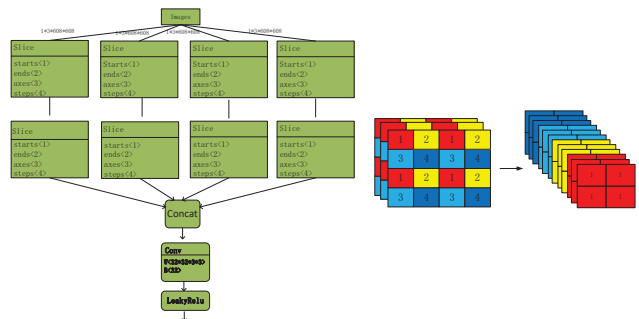 Images
1*3*608*608 1*3*608*608 1*3*608*608 1*3*608*608
Slice Slice Slice Slice
starts<1> Starts<1> Starts<1> Starts<1>
ends<2> ends<2> ends<2> ends<2>
axes<3> axes<3> axes<3> axes<3>
steps<4> steps<4> steps<4> steps<4>
Slice Slice Slice Slice
starts<1> starts<1> starts<1> starts<1>
ends<2> ends<2> ends<2> ends<2>
axes<3> axes<3> axes<3> axes<3>
steps<4> steps<4> steps<4> steps<4>
Concat
Conv
B<32>
LeakyRelu
1 2 1 2
3 4 3 4
1 2 1 2
3 4 3 4
1 1
1 1